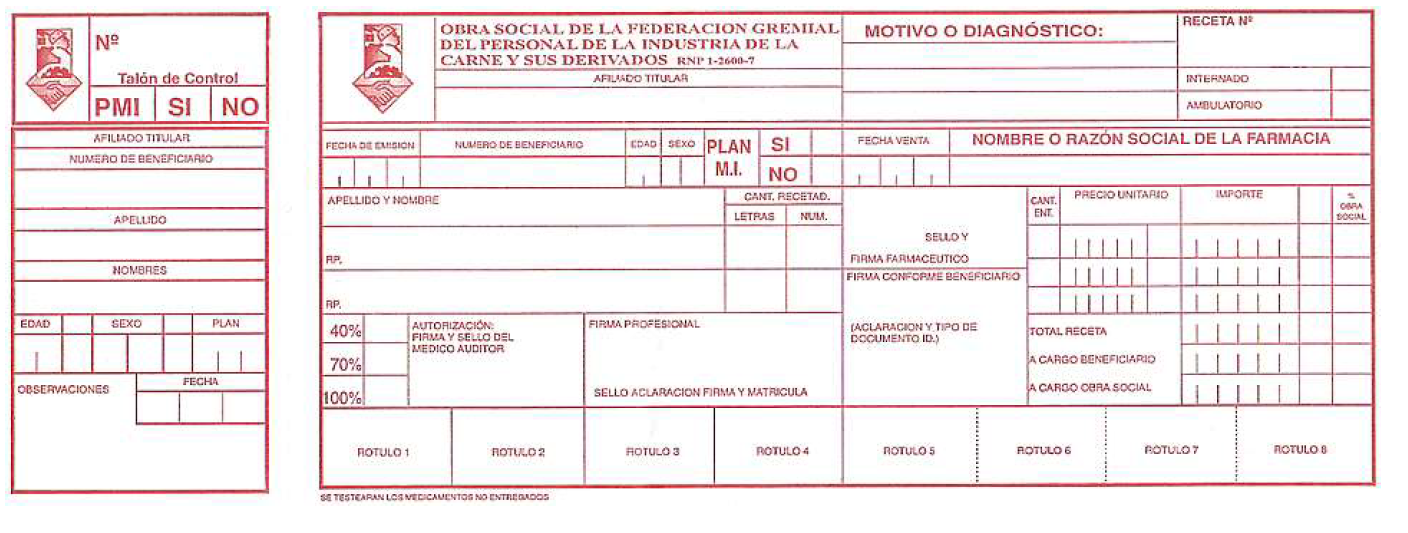 Nº
Talón de Control
PMI SI NO
AFILIADO TITULAR
NUMERO DE BENEFICIARIO
APELLIDO
NOMBRES
EDAD SEXO PLAN
OBSERVACIONES FECHA
OBRA SOCIAL DE LA FEDERACION GREMIAL
DEL PERSONAL DE LA INDUSTRIA DE LA
CARNE Y SUS DERIVADOS RNP 1-2600-7
AFILIADO TITULAR
MOTIVO O DIAGNÓSTICO:
RECETA Nº
INTERNADO
AMBULATORIO
FECHA DE EMISION NUMERO DE BENEFICIARIO EDAD SEXO PLAN M.I. SI NO FECHA VENTA NOMBRE O RAZÓN SOCIAL DE LA FARMACIA
APELLIDO Y NOMBRE
CANT. RECETAD.
LETRAS NUM.
RP.
RP.
SELLO Y
FIRMA FARMACEUTICO
FIRMA CONFORME BENEFICIARIO
(ACLARACION Y TIPO DE
DOCUMENTO ID.)
CANT. ENT. PRECIO UNITARIO IMPORTE % OBRA SOCIAL
TOTAL RECETA
A CARGO BENEFICIARIO
A CARGO OBRA SOCIAL
40%
70%
100%
AUTORIZACIÓN:
FIRMA Y SELLO DEL
MEDICO AUDITOR
FIRMA PROFESIONAL
SELLO ACLARACION FIRMA Y MATRICULA
ROTULO 1 ROTULO 2 ROTULO 3 ROTULO 4 ROTULO 5 ROTULO 6 ROTULO 7 ROTULO 8
SE TESTEARAN LOS MEDICAMENTOS NO ENTREGADOS